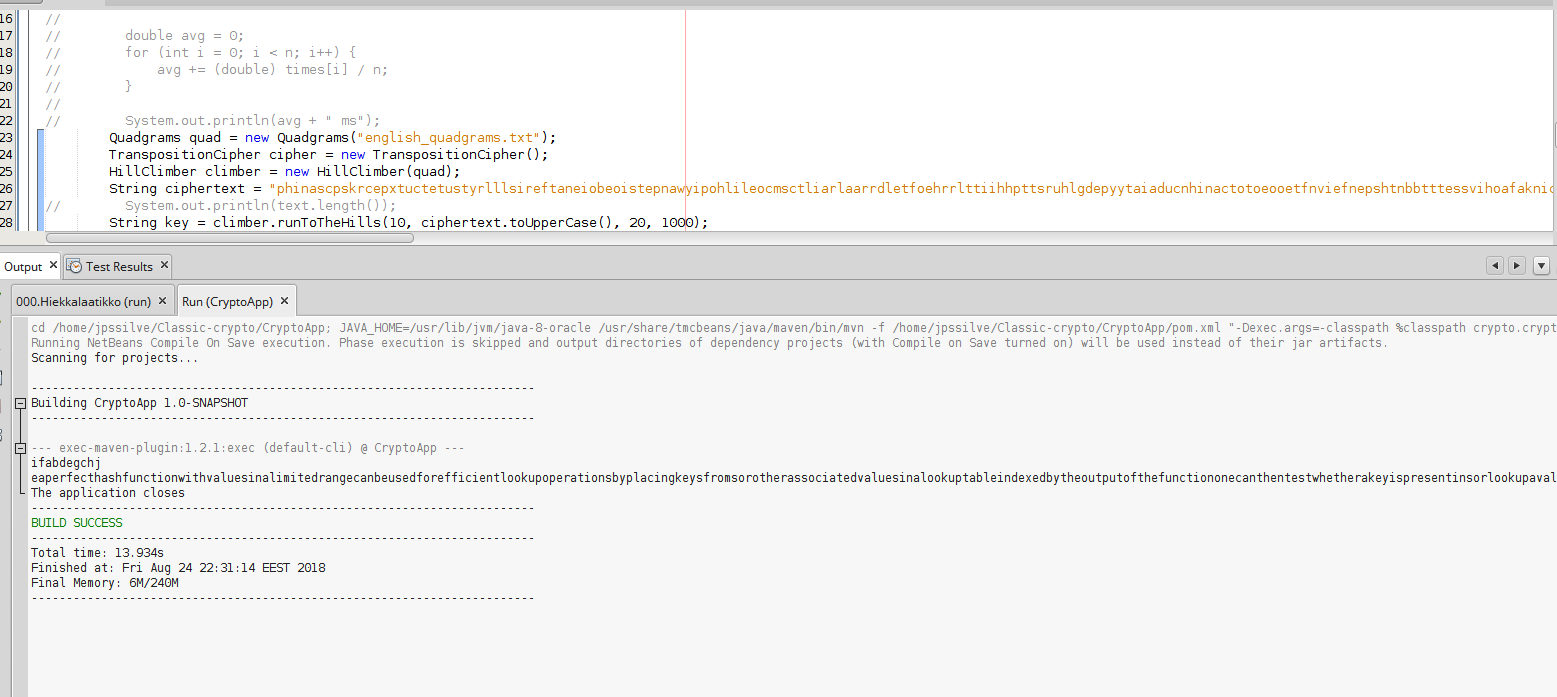 16 //
17 //        double avg = 0;
18 //        for (int i = 0; i < n; i++) {
19 //            avg += (double) times[i] / n;
20 //        }
21 //
22 //        System.out.println(avg + " ms");
23       Quadgrams quad = new Quadgrams("english_quadgrams.txt");
24       TranspositionCipher cipher = new TranspositionCipher();
25       HillClimber climber = new HillClimber(quad);
26       String ciphertext = "phinascpskrcepxtuctetustyrlllsireftaneiobeoistepnawyipohlileocmsctliarlaarrdletfoehrrlttiihhpttsruhlgdepyytaiaducnhinactotoeooetfnviefnepshtnbbtttessvihoafaknic
27 //        System.out.println(text.length());
28       String key = climber.runToTheHills(10, ciphertext.toUpperCase(), 20, 1000);
Output Test Results
000.Hiekkalaatikko (run) Run (CryptoApp)
cd /home/jpssilve/Classic-crypto/CryptoApp; JAVA_HOME=/usr/lib/jvm/java-8-oracle /usr/share/tmcbeans/java/maven/bin/mvn -f /home/jpssilve/Classic-crypto/CryptoApp/pom.xml "-Dexec.args=-classpath %classpath crypto.crypt
Running NetBeans Compile On Save execution. Phase execution is skipped and output directories of dependency projects (with Compile on Save turned on) will be used instead of their jar artifacts.
Scanning for projects...
------------------------------------------------------------------------
Building CryptoApp 1.0-SNAPSHOT
------------------------------------------------------------------------
--- exec-maven-plugin:1.2.1:exec (default-cli) @ CryptoApp ---
ifabdegchj
eaperfecthashfunctionwithvaluesinalimitedrangecanbeusedforefficientlookupoperationsbyplacingkeysfromsorotherassociatedvaluesinalookuptableindexedbytheoutputofthefunctiononecanthentestwhetherakeyispresentinsorlookupaval
The application closes
------------------------------------------------------------------------
BUILD SUCCESS
------------------------------------------------------------------------
Total time: 13.934s
Finished at: Fri Aug 24 22:31:14 EEST 2018
Final Memory: 6M/240M
------------------------------------------------------------------------